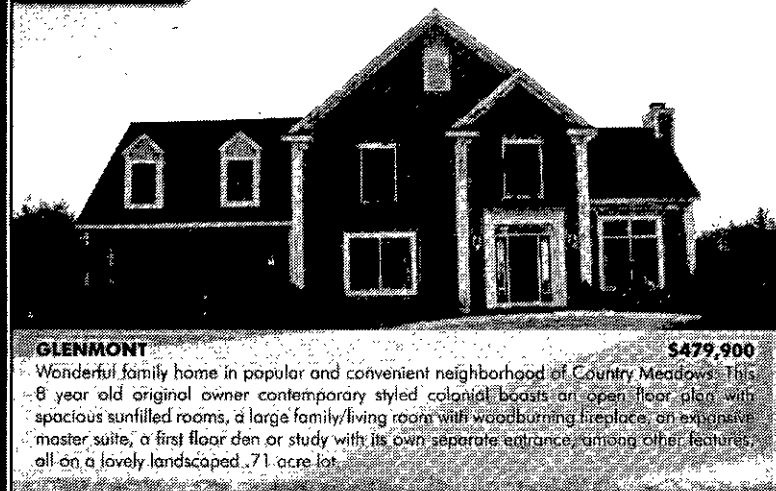 GLENMONT $479,900
Wonderful family home in popular and convenient neighborhood of Country Meadows. This
8 year old original owner contemporary styled colonial boasts an open floor plan with
spacious sunfilled rooms, a large family/living room with woodburning fireplace, an expansive
master suite, a first floor den or study with its own separate entrance, among other features,
all on a lovely landscaped .71 acre lot.